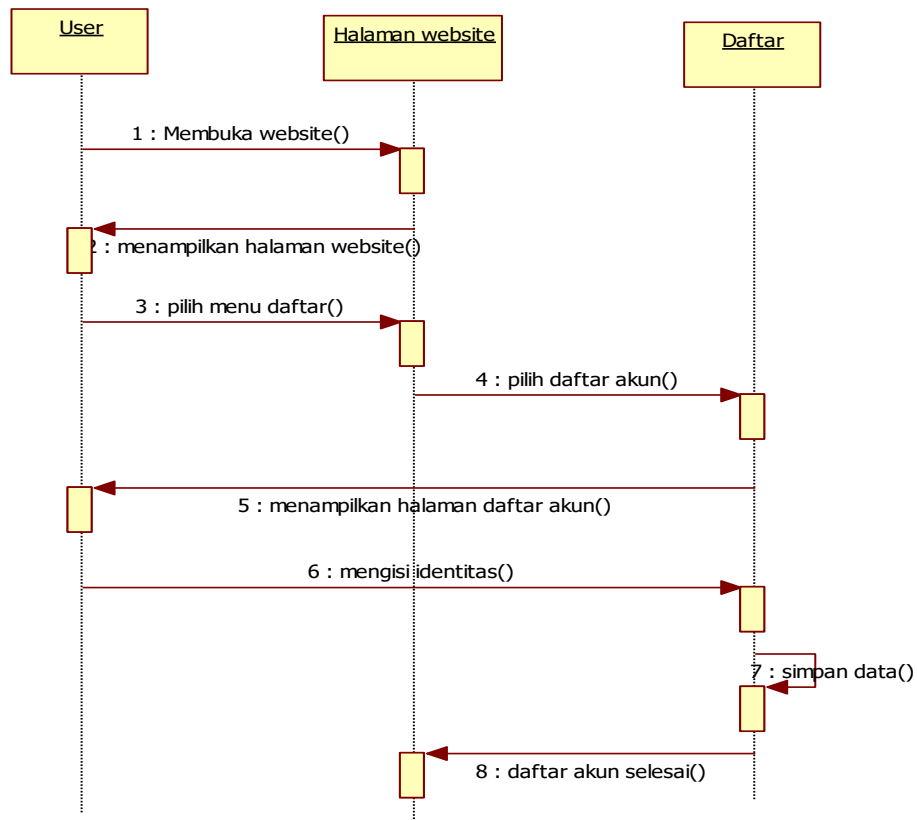 User
Halaman website
Daftar
1 : Membuka website()
2 : menampilkan halaman website()
3 : pilih menu daftar()
4 : pilih daftar akun()
5 : menampilkan halaman daftar akun()
6 : mengisi identitas()
7 : simpan data()
8 : daftar akun selesai()